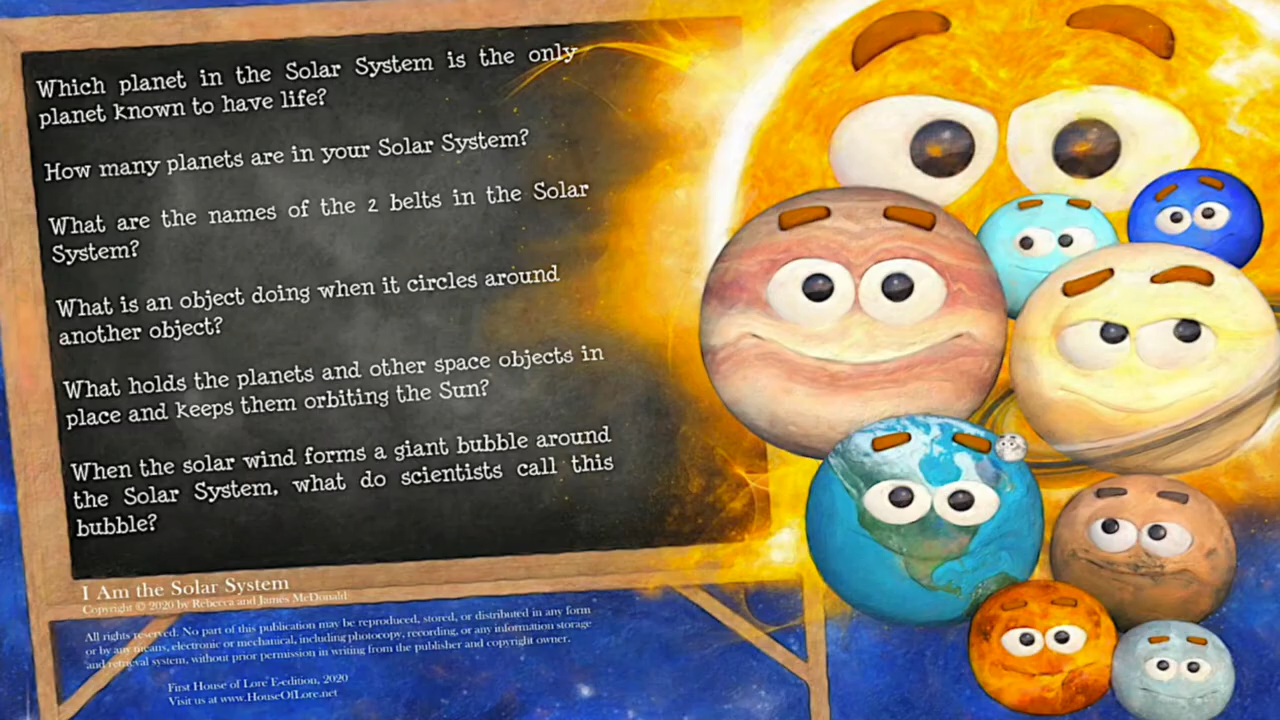 Which planet in the Solar System is the only
planet known to have life?
How many planets are in your Solar System?
What are the names of the 2 belts in the Solar
System?
What is an object doing when it circles around
another object?
What holds the planets and other space objects in
place and keeps them orbiting the Sun?
When the solar wind forms a giant bubble around
the Solar System, what do scientists call this
bubble?
I Am the Solar System
Copyright © 2020 by Rebecca and James McDonald
All rights reserved. No part of this publication may be reproduced, stored, or distributed in any form
or by any means, electronic or mechanical, including photocopy, recording, or any information storage
and retrieval system, without prior permission in writing from the publisher and copyright owner.
First House of Lore E-edition, 2020
Visit us at www.HouseOfLore.net